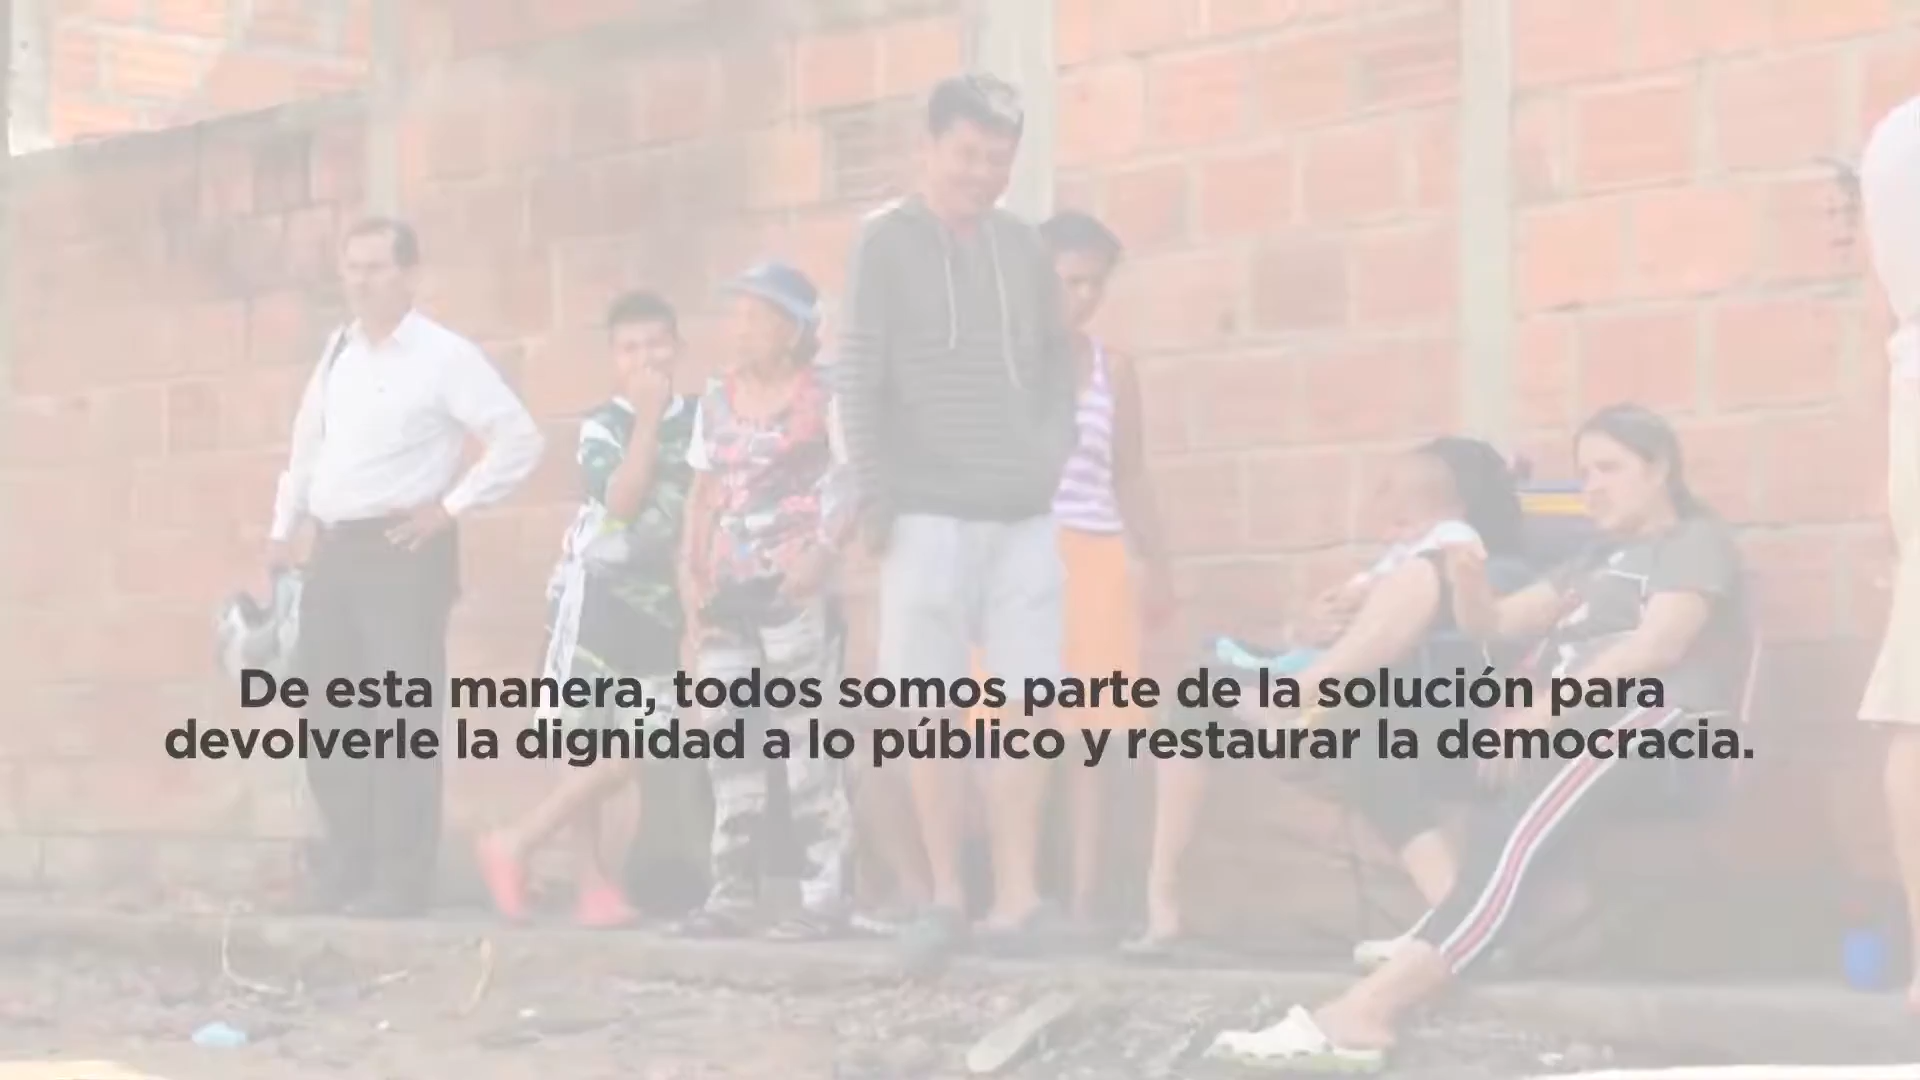 De esta manera, todos somos parte de la solución para
devolverle la dignidad a lo público y restaurar la democracia.